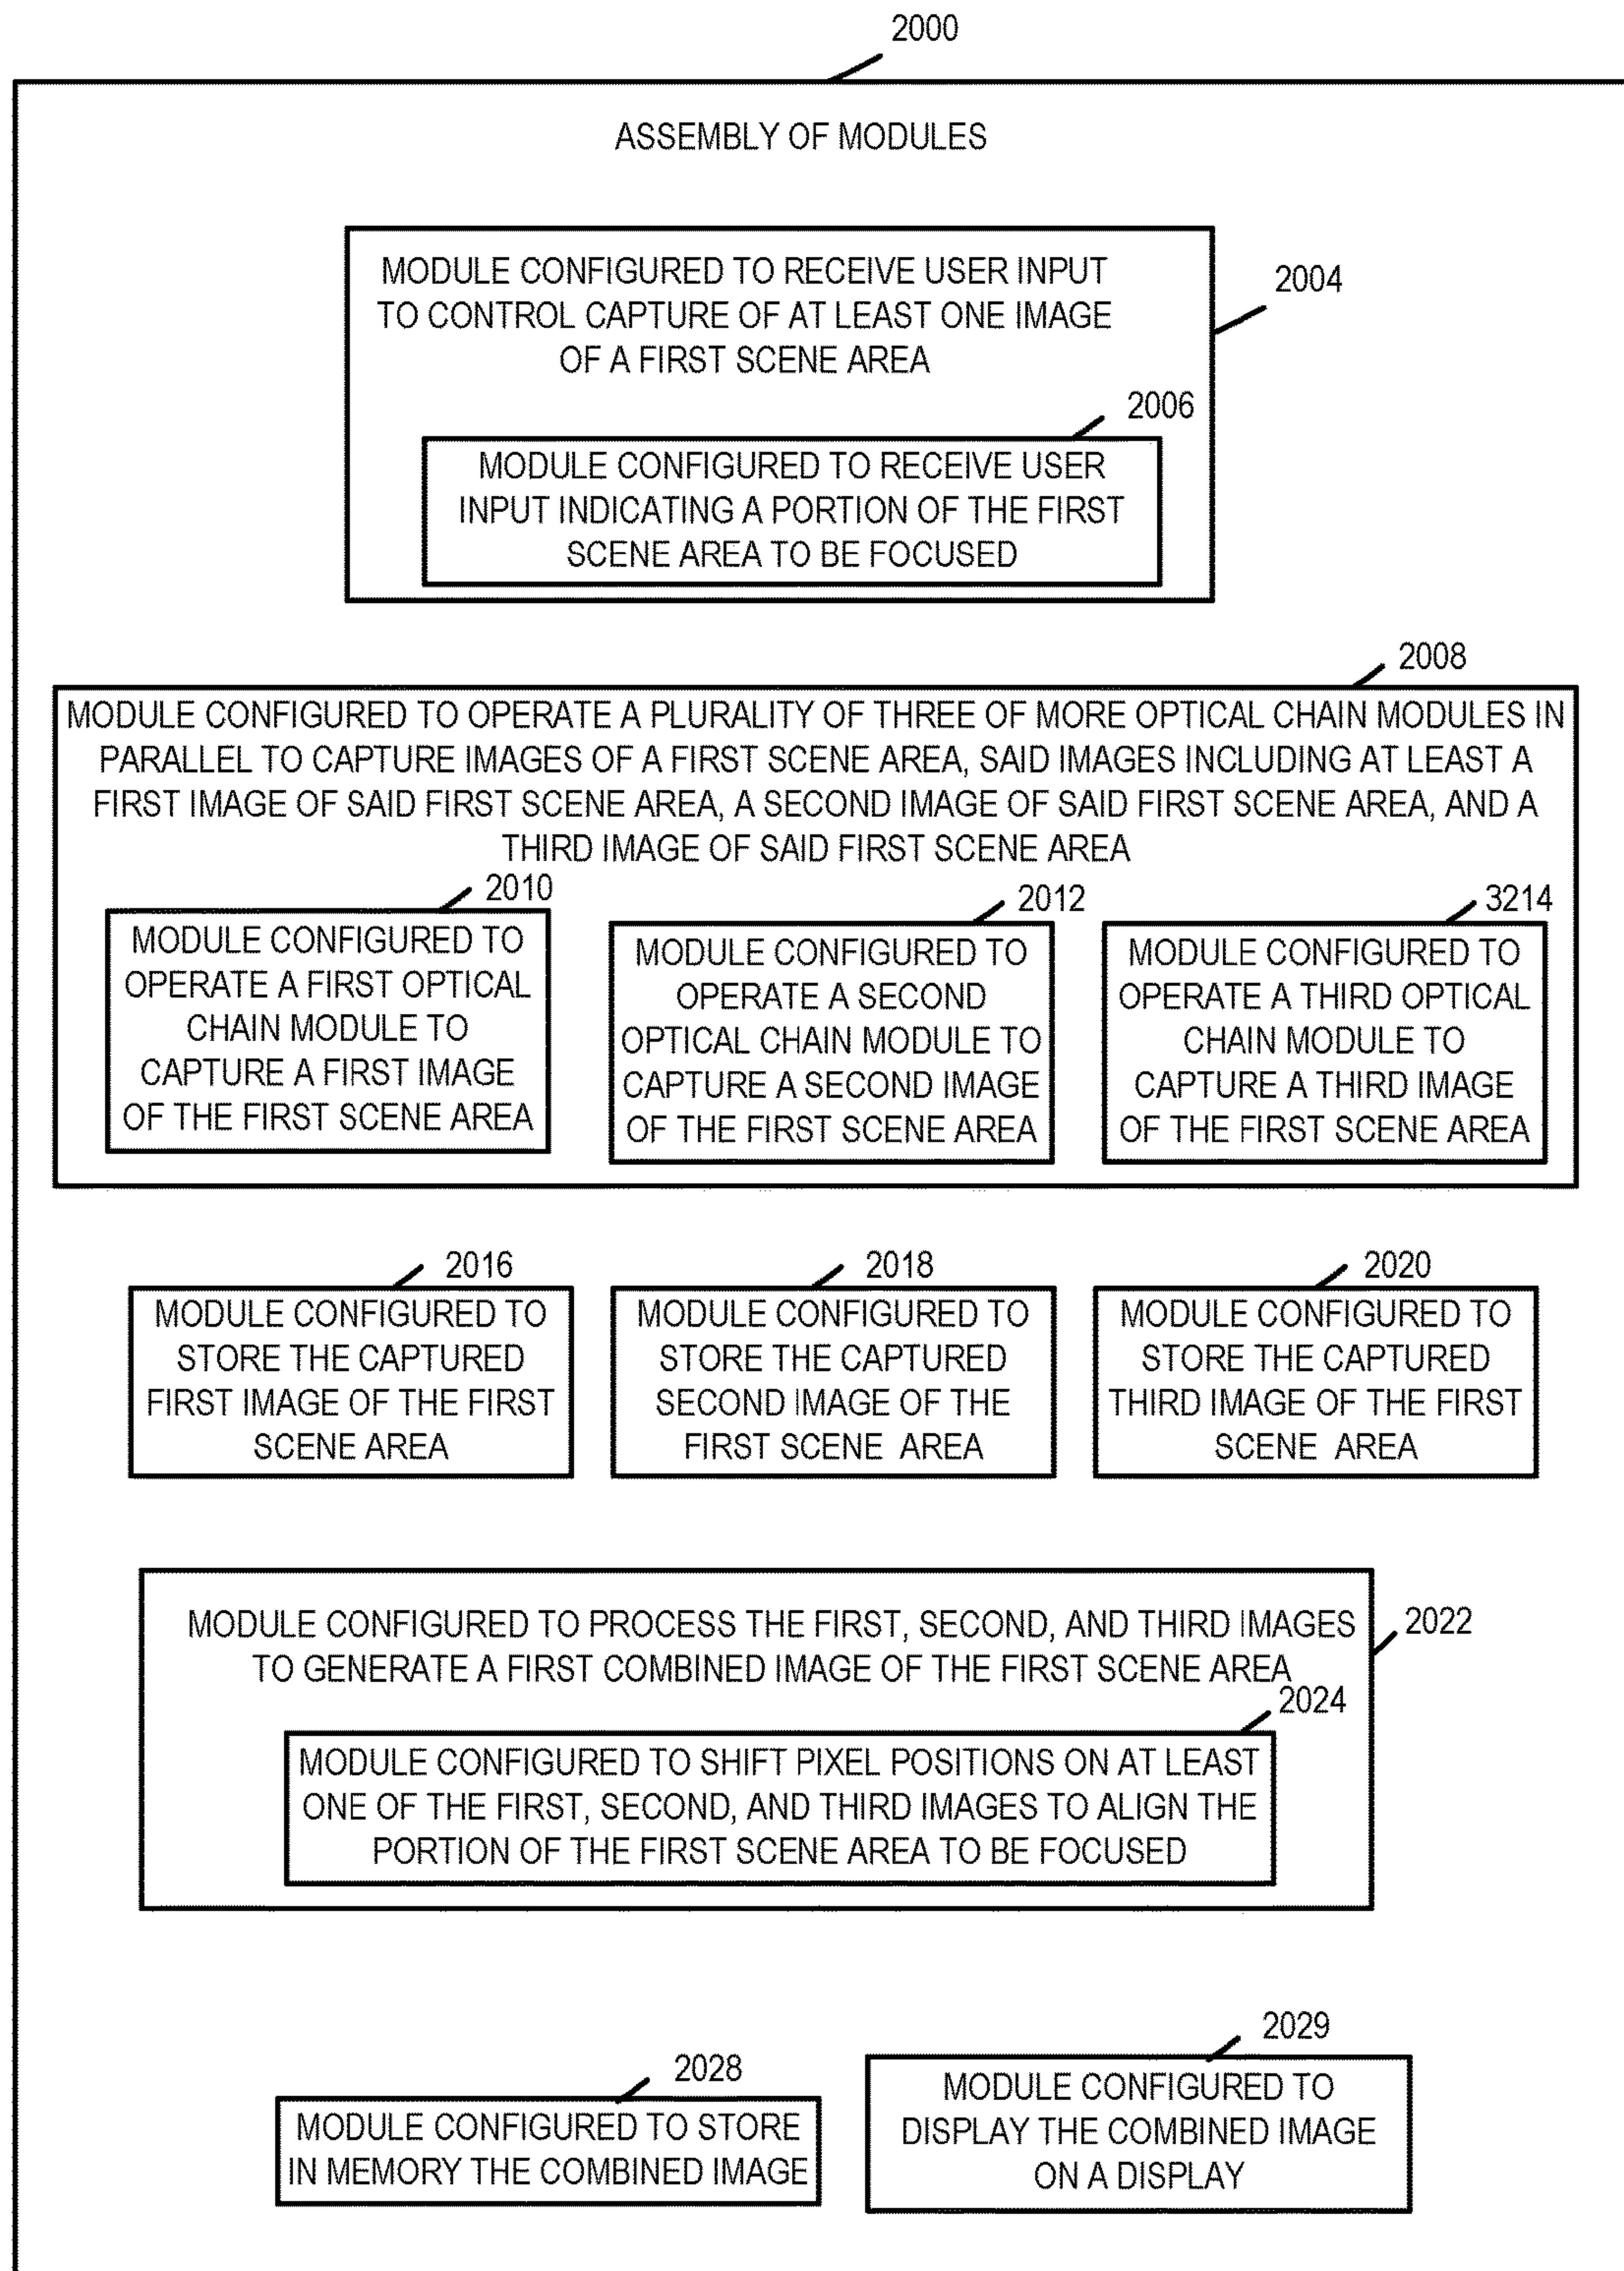 2000
ASSEMBLY OF MODULES
MODULE CONFIGURED TO RECEIVE USER INPUT
TO CONTROL CAPTURE OF AT LEAST ONE IMAGE
OF A FIRST SCENE AREA
2004
2006
MODULE CONFIGURED TO RECEIVE USER
INPUT INDICATING A PORTION OF THE FIRST
SCENE AREA TO BE FOCUSED
2008
MODULE CONFIGURED TO OPERATE A PLURALITY OF THREE OF MORE OPTICAL CHAIN MODULES IN
PARALLEL TO CAPTURE IMAGES OF A FIRST SCENE AREA, SAID IMAGES INCLUDING AT LEAST A
FIRST IMAGE OF SAID FIRST SCENE AREA, A SECOND IMAGE OF SAID FIRST SCENE AREA, AND A
THIRD IMAGE OF SAID FIRST SCENE AREA
2010
MODULE CONFIGURED TO
OPERATE A FIRST OPTICAL
CHAIN MODULE TO
CAPTURE A FIRST IMAGE
OF THE FIRST SCENE AREA
2012
MODULE CONFIGURED TO
OPERATE A SECOND
OPTICAL CHAIN MODULE TO
CAPTURE A SECOND IMAGE
OF THE FIRST SCENE AREA
3214
MODULE CONFIGURED TO
OPERATE A THIRD OPTICAL
CHAIN MODULE TO
CAPTURE A THIRD IMAGE
OF THE FIRST SCENE AREA
2016
MODULE CONFIGURED TO
STORE THE CAPTURED
FIRST IMAGE OF THE FIRST
SCENE AREA
2018
MODULE CONFIGURED TO
STORE THE CAPTURED
SECOND IMAGE OF THE
FIRST SCENE AREA
2020
MODULE CONFIGURED TO
STORE THE CAPTURED
THIRD IMAGE OF THE FIRST
SCENE AREA
MODULE CONFIGURED TO PROCESS THE FIRST, SECOND, AND THIRD IMAGES
TO GENERATE A FIRST COMBINED IMAGE OF THE FIRST SCENE AREA
2022
2024
MODULE CONFIGURED TO SHIFT PIXEL POSITIONS ON AT LEAST
ONE OF THE FIRST, SECOND, AND THIRD IMAGES TO ALIGN THE
PORTION OF THE FIRST SCENE AREA TO BE FOCUSED
2028
MODULE CONFIGURED TO STORE
IN MEMORY THE COMBINED IMAGE
2029
MODULE CONFIGURED TO
DISPLAY THE COMBINED IMAGE
ON A DISPLAY